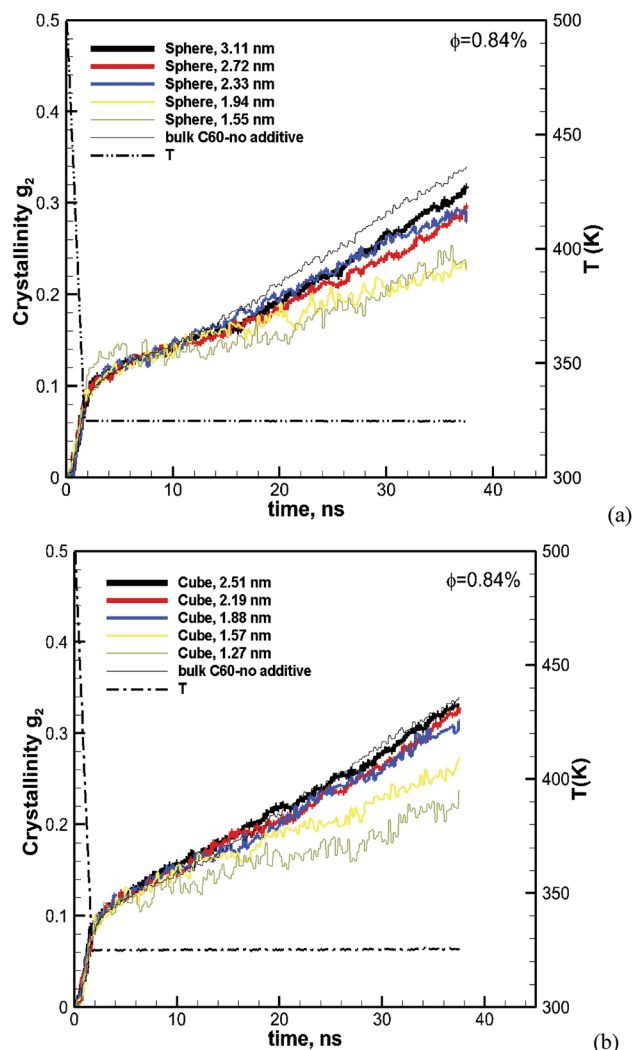 0.5
500
ϕ=0.84%
Sphere, 3.11 nm
Sphere, 2.72 nm
Sphere, 2.33 nm
Sphere, 1.94 nm
Sphere, 1.55 nm
bulk C60-no additive
T
0.4
450
Crystallinity g2
0.3
400
T (K)
0.2
350
0.1
0
300
0
10
20
30
40
time, ns
(a)
0.5
500
ϕ=0.84%
Cube, 2.51 nm
Cube, 2.19 nm
Cube, 1.88 nm
Cube, 1.57 nm
Cube, 1.27 nm
bulk C60-no additive
T
0.4
450
Crystallinity g2
0.3
400
T(K)
0.2
350
0.1
0
300
0
10
20
30
40
time, ns
(b)